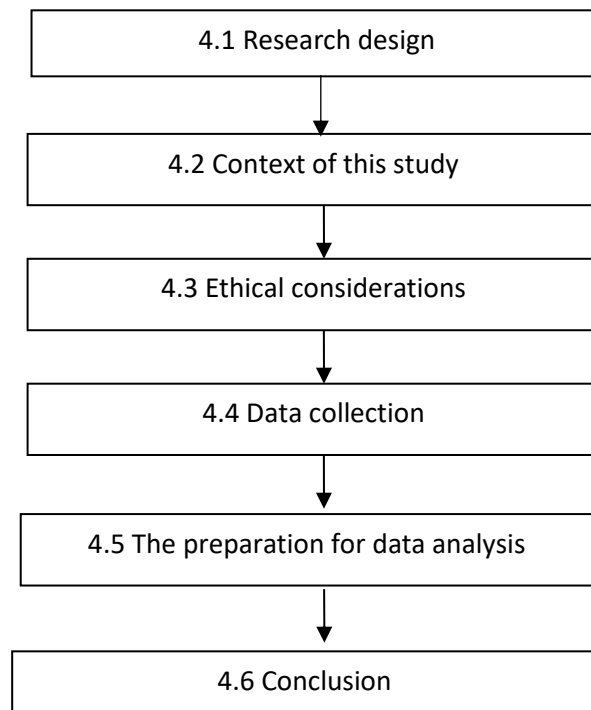 4.1 Research design
4.2 Context of this study
4.3 Ethical considerations
4.4 Data collection
4.5 The preparation for data analysis
4.6 Conclusion